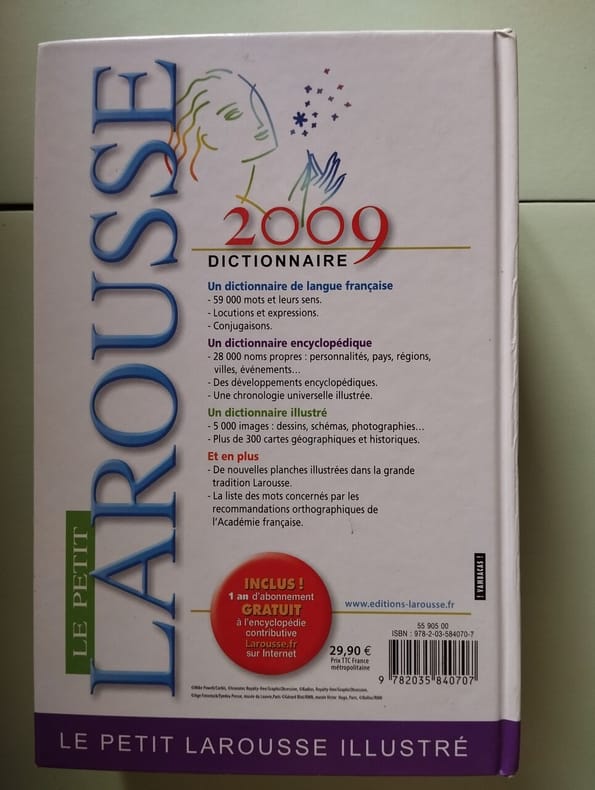 LE PETIT
LAROUSSE
2009
DICTIONNAIRE
Un dictionnaire de langue française
- 59 000 mots et leurs sens.
- Locutions et expressions.
- Conjugaisons.
Un dictionnaire encyclopédique
- 28 000 noms propres : personnalités, pays, régions,
villes, événements...
- Des développements encyclopédiques.
- Une chronologie universelle illustrée.
Un dictionnaire illustré
- 5 000 images : dessins, schémas, photographies...
- Plus de 300 cartes géographiques et historiques.
Et en plus
- De nouvelles planches illustrées dans la grande
tradition Larousse.
- La liste des mots concernés par les
recommandations orthographiques de
l'Académie française.
INCLUS !
1 an d'abonnement
GRATUIT
à l'encyclopédie
contributive
Larousse.fr
sur Internet
! VAMBACAS !
www.editions-larousse.fr
29,90 €
Prix TTC France
métropolitaine
55 905 00
ISBN : 978-2-03-584070-7
9 782035 840707
LE PETIT LAROUSSE ILLUSTRÉ